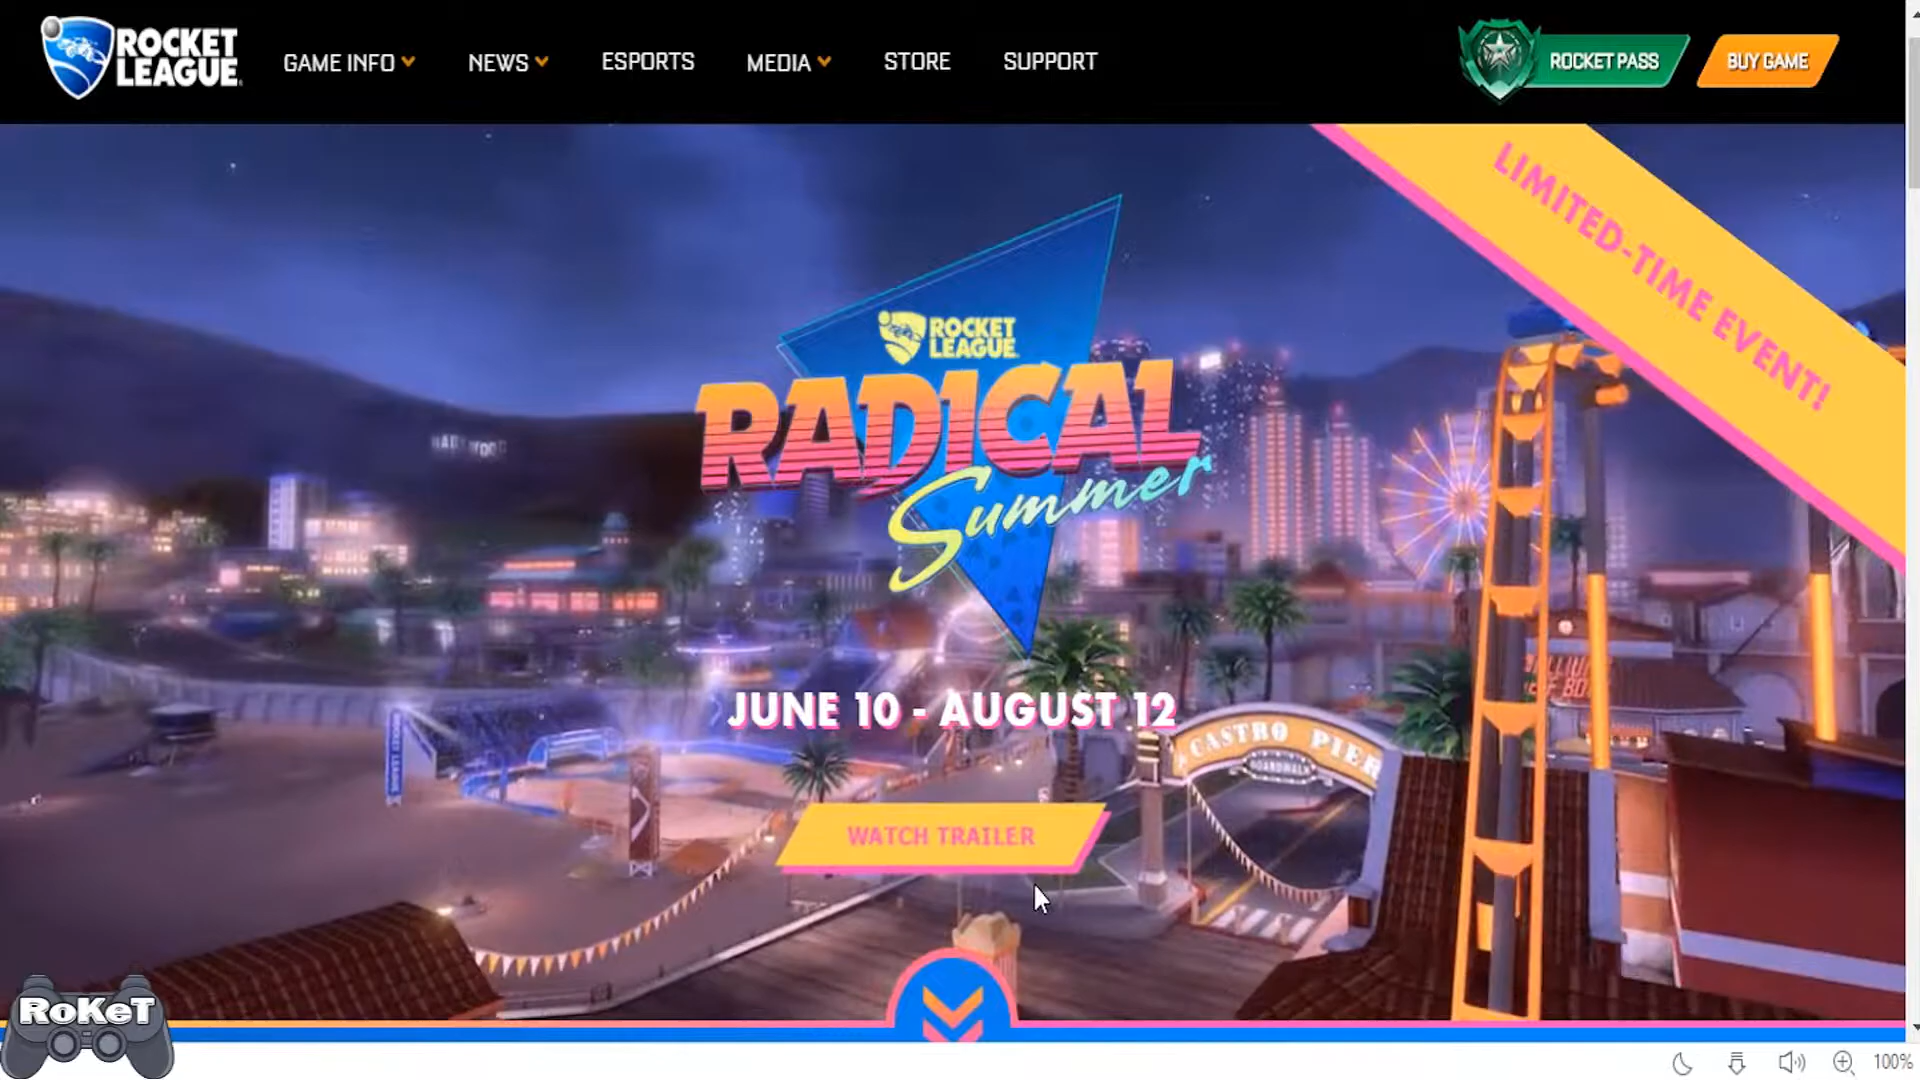 ROCKET
LEAGUE
GAME INFO
NEWS
ESPORTS
MEDIA
STORE
SUPPORT
ROCKET PASS
BUY GAME
LIMITED-TIME EVENT!
ROCKET
LEAGUE
RADICAL
Summer
JUNE 10 - AUGUST 12
CASTRO PIER
BOARDWALK
WATCH TRAILER
RoKeT
100%